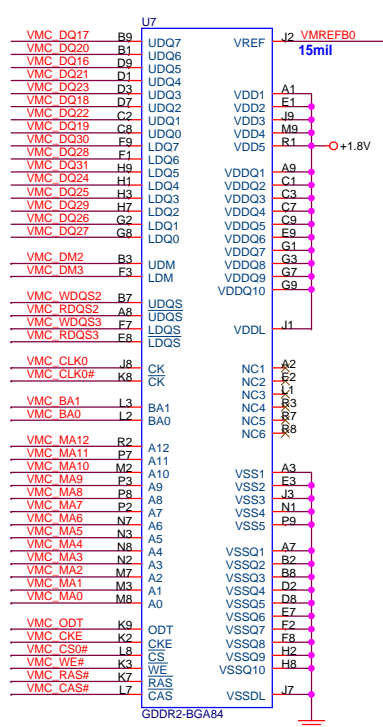 U7
VMC_DQ17 B9 UDQ7 VREF J2 VMREFB0
VMC_DQ20 B1 UDQ6 15mil
VMC_DQ16 D9 UDQ5
VMC_DQ21 D1 UDQ4
VMC_DQ23 D3 UDQ3 VDD1 A1
VMC_DQ18 D7 UDQ2 VDD2 E1
VMC_DQ22 C2 UDQ1 VDD3 J9
VMC_DQ19 C8 UDQ0 VDD4 M9
VMC_DQ30 F9 LDQ7 VDD5 R1 +1.8V
VMC_DQ28 F1 LDQ6
VMC_DQ31 H9 LDQ5 VDDQ1 A9
VMC_DQ24 H1 LDQ4 VDDQ2 C1
VMC_DQ25 H3 LDQ3 VDDQ3 C3
VMC_DQ29 H7 LDQ2 VDDQ4 C7
VMC_DQ26 G2 LDQ1 VDDQ5 C9
VMC_DQ27 G8 LDQ0 VDDQ6 E9
VDDQ7 G1
VMC_DM2 B3 UDM VDDQ8 G3
VMC_DM3 F3 LDM VDDQ9 G7
VDDQ10 G9
VMC_WDQS2 B7 UDQS
VMC_RDQS2 A8 UDQS
VMC_WDQS3 F7 LDQS VDDL J1
VMC_RDQS3 E8 LDQS
VMC_CLK0 J8 CK NC1 A2
VMC_CLK0# K8 CK NC2 E2
NC3 L1
VMC_BA1 L3 BA1 NC4 R3
VMC_BA0 L2 BA0 NC5 R7
NC6 R8
VMC_MA12 R2 A12
VMC_MA11 P7 A11
VMC_MA10 M2 A10 VSS1 A3
VMC_MA9 P3 A9 VSS2 E3
VMC_MA8 P8 A8 VSS3 J3
VMC_MA7 P2 A7 VSS4 N1
VMC_MA6 N7 A6 VSS5 P9
VMC_MA5 N3 A5
VMC_MA4 N8 A4 VSSQ1 A7
VMC_MA3 N2 A3 VSSQ2 B2
VMC_MA2 M7 A2 VSSQ3 B8
VMC_MA1 M3 A1 VSSQ4 D2
VMC_MA0 M8 A0 VSSQ5 D8
VSSQ6 E7
VMC_ODT K9 ODT VSSQ7 F2
VMC_CKE K2 CKE VSSQ8 F8
VMC_CS0# L8 CS VSSQ9 H2
VMC_WE# K3 WE VSSQ10 H8
VMC_RAS# K7 RAS
VMC_CAS# L7 CAS VSSDL J7
GDDR2-BGA84